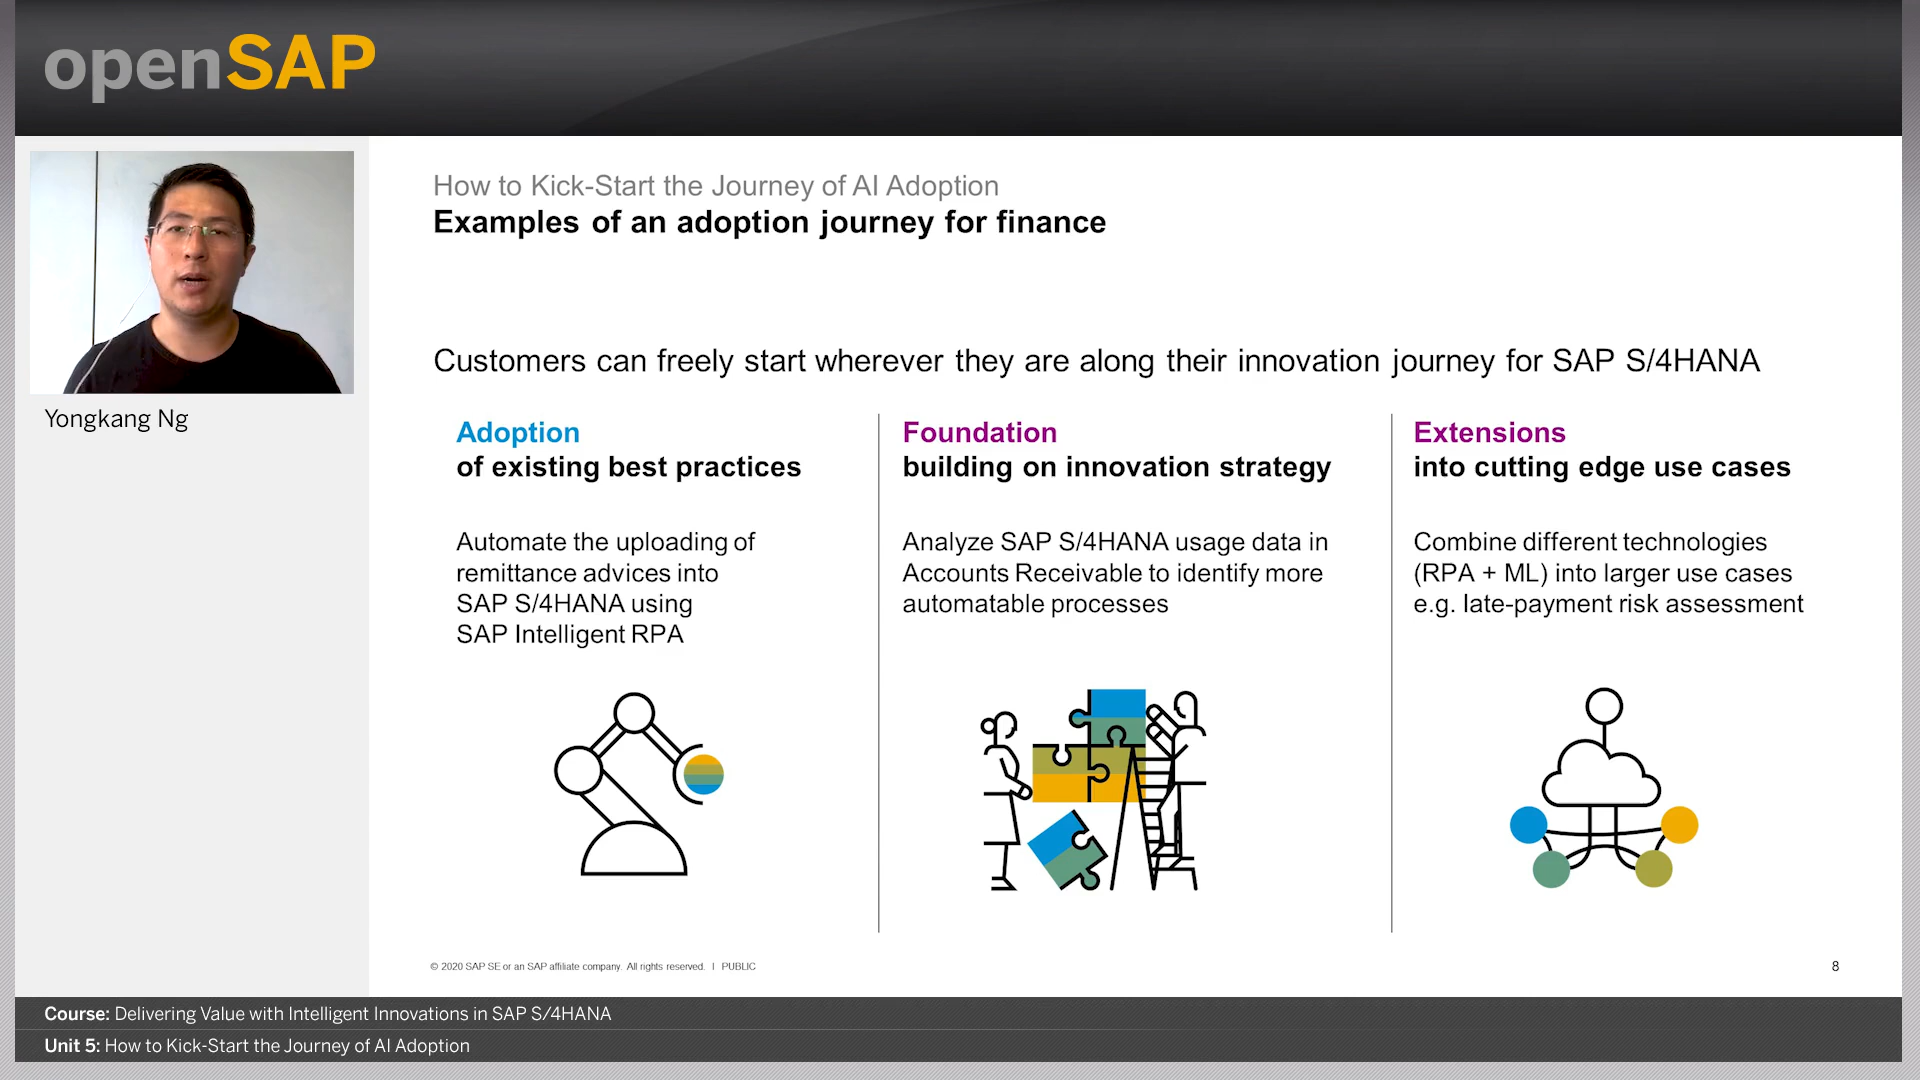 openSAP
Yongkang Ng
How to Kick-Start the Journey of AI Adoption
Examples of an adoption journey for finance
Customers can freely start wherever they are along their innovation journey for SAP S/4HANA
Adoption
of existing best practices
Automate the uploading of
remittance advices into
SAP S/4HANA using
SAP Intelligent RPA
Foundation
building on innovation strategy
Analyze SAP S/4HANA usage data in
Accounts Receivable to identify more
automatable processes
Extensions
into cutting edge use cases
Combine different technologies
(RPA + ML) into larger use cases
e.g. late-payment risk assessment
© 2020 SAP SE or an SAP affiliate company. All rights reserved. ǀ PUBLIC
8
Course: Delivering Value with Intelligent Innovations in SAP S/4HANA
Unit 5: How to Kick-Start the Journey of AI Adoption